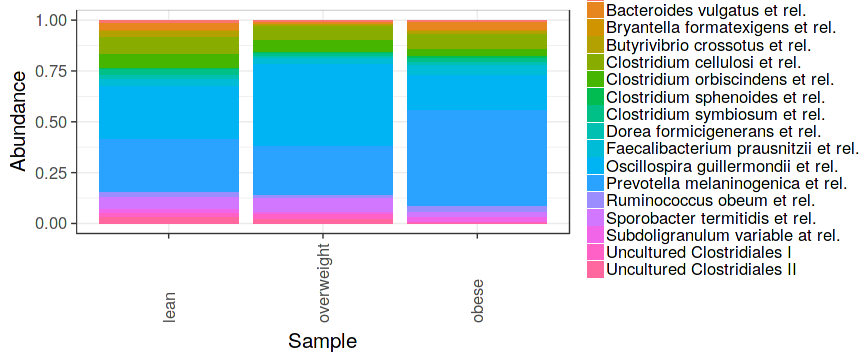 1.00
0.75
0.50
0.25
0.00
Abundance
lean
overweight
obese
Sample
Bacteroides vulgatus et rel.
Bryantella formatexigens et rel.
Butyrivibrio crossotus et rel.
Clostridium cellulosi et rel.
Clostridium orbiscindens et rel.
Clostridium sphenoides et rel.
Clostridium symbiosum et rel.
Dorea formicigenerans et rel.
Faecalibacterium prausnitzii et rel.
Oscillospira guillermondii et rel.
Prevotella melaninogenica et rel.
Ruminococcus obeum et rel.
Sporobacter termitidis et rel.
Subdoligranulum variable at rel.
Uncultured Clostridiales I
Uncultured Clostridiales II